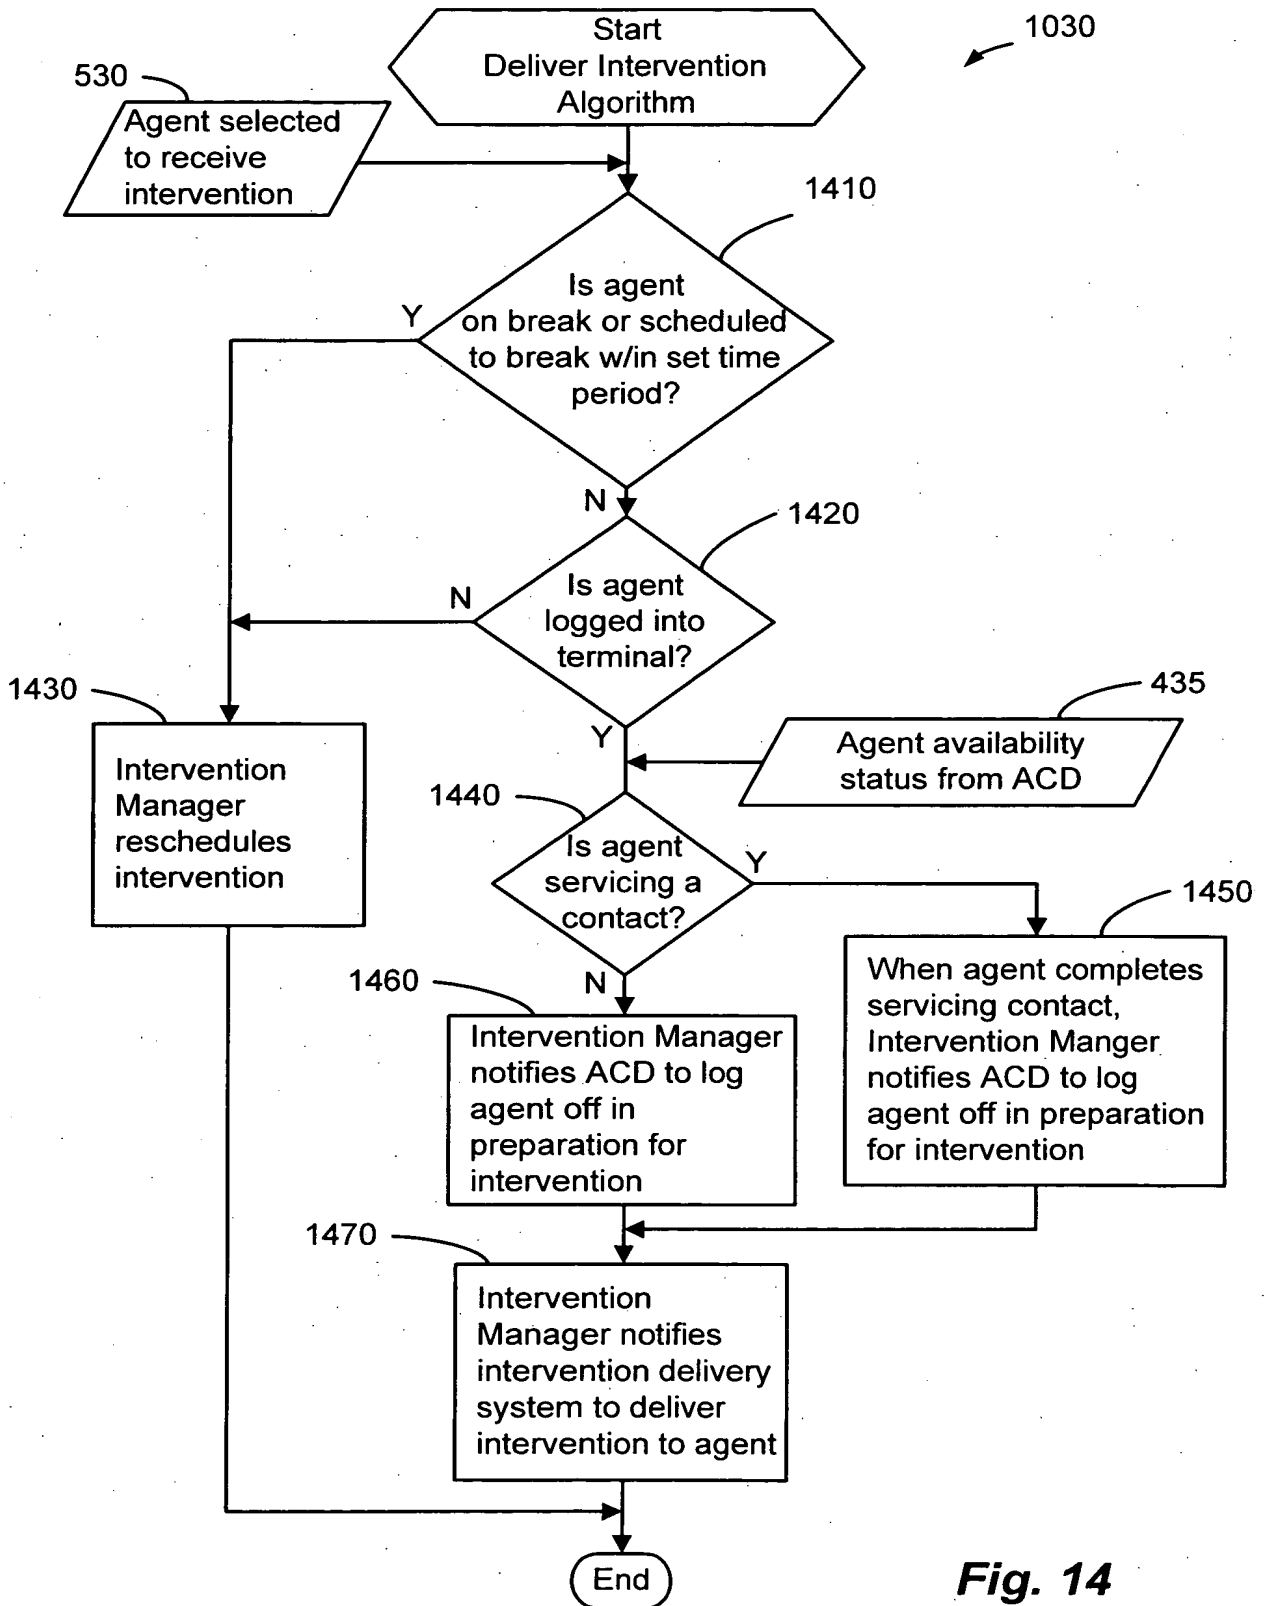 Start
Deliver Intervention
Algorithm
1030
530
Agent selected
to receive
intervention
1410
Is agent
on break or scheduled
to break w/in set time
period?
Y
N
1420
Is agent
logged into
terminal?
N
Y
1430
Intervention
Manager
reschedules
intervention
435
Agent availability
status from ACD
1440
Is agent
servicing a
contact?
Y
N
1450
When agent completes
servicing contact,
Intervention Manger
notifies ACD to log
agent off in preparation
for intervention
1460
Intervention Manager
notifies ACD to log
agent off in
preparation for
intervention
1470
Intervention
Manager notifies
intervention delivery
system to deliver
intervention to agent
End
Fig. 14